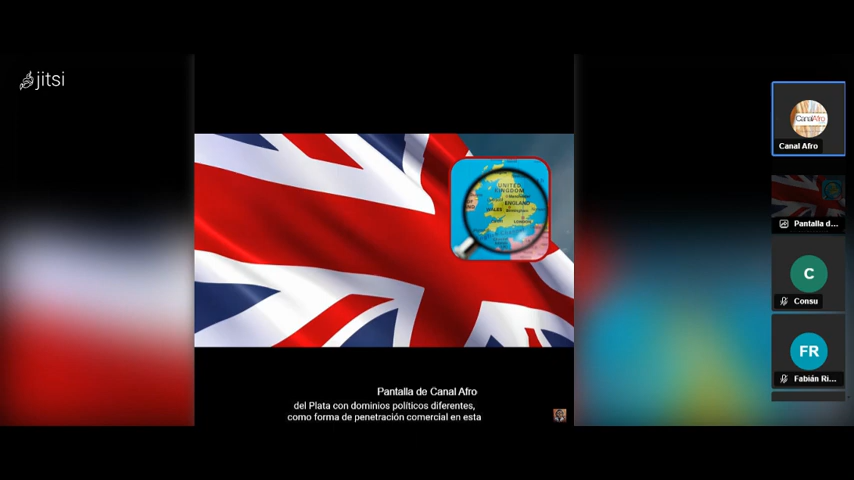 jitsi
UNITED
KINGDOM
WALES
ENGLAND
CanalAfro
Canal Afro
Pantalla d...
C
Consu
FR
Fabián Ri...
Pantalla de Canal Afro
del Plata con dominios políticos diferentes,
como forma de penetración comercial en esta